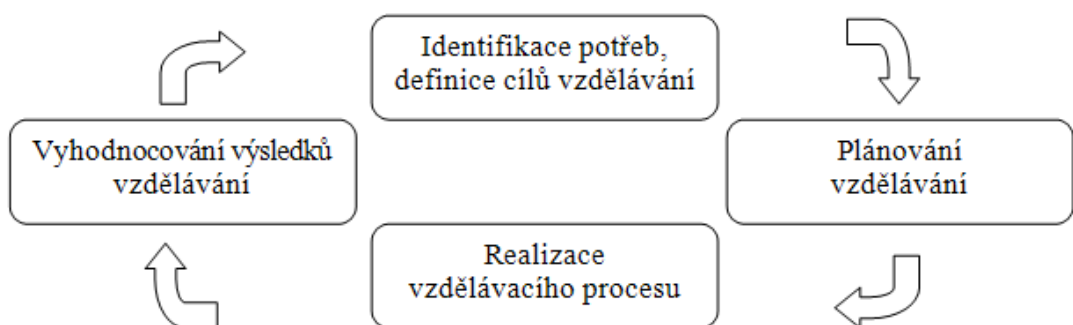 Identifikace potřeb,
definice cílů vzdělávání
Vyhodnocování výsledků
vzdělávání
Plánování
vzdělávání
Realizace
vzdělávacího procesu